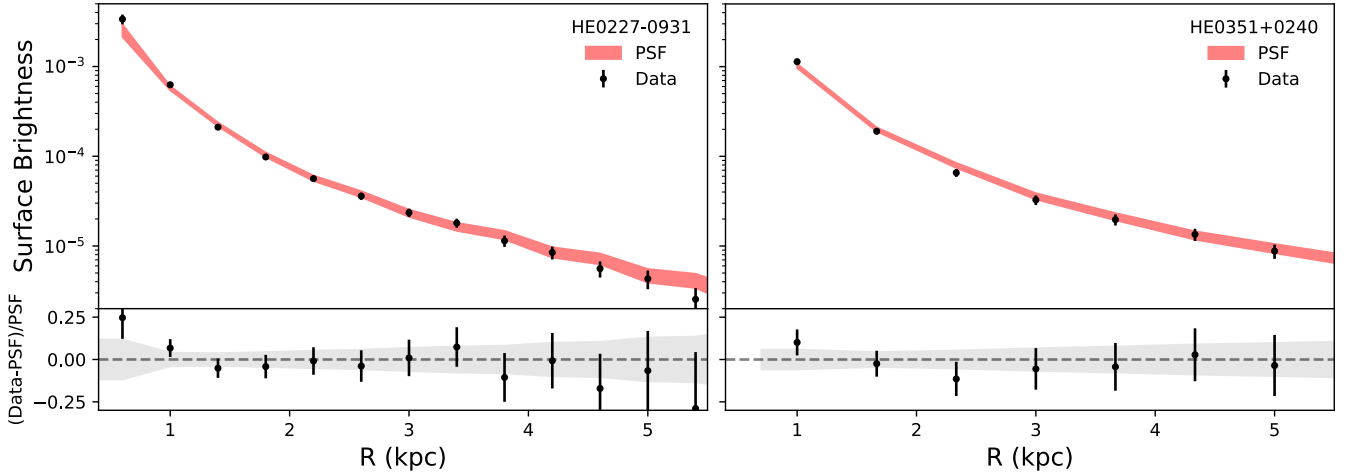 Surface Brightness
10⁻³
10⁻⁴
10⁻⁵
HE0227-0931
PSF
Data
HE0351+0240
PSF
Data
(Data-PSF)/PSF
0.25
0.00
−0.25
1 2 3 4 5
R (kpc)
1 2 3 4 5
R (kpc)